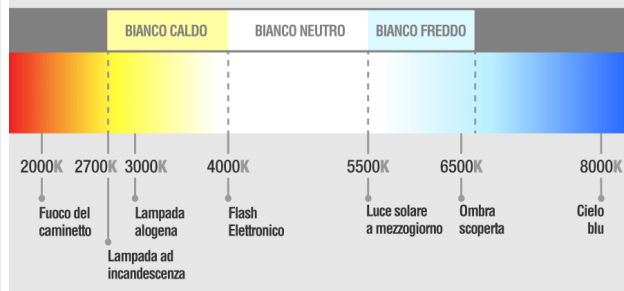 BIANCO CALDO BIANCO NEUTRO BIANCO FREDDO
2000K 2700K 3000K 4000K 5500K 6500K 8000K
Fuoco del
caminetto
Lampada ad
incandescenza
Lampada
alogena
Flash
Elettronico
Luce solare
a mezzogiorno
Ombra
scoperta
Cielo
blu